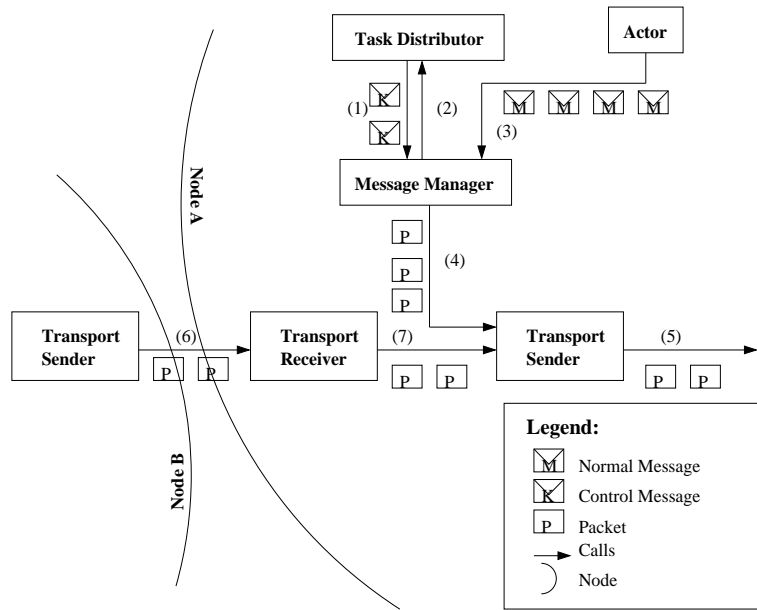 Task Distributor
Actor
(1)
K
K
(2)
M
M
M
M
(3)
Message Manager
Node A
Node B
P
P
P
(4)
Transport
Sender
(6)
P
P
Transport
Receiver
(7)
P
P
Transport
Sender
(5)
P
P
Legend:
M Normal Message
K Control Message
P Packet
Calls
Node